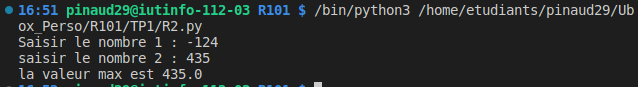 16:51 pinaud29@iutinfo-112-03 R101 $ /bin/python3 /home/etudiants/pinaud29/Ub
ox_Perso/R101/TP1/R2.py
Saisir le nombre 1 : -124
saisir le nombre 2 : 435
la valeur max est 435.0